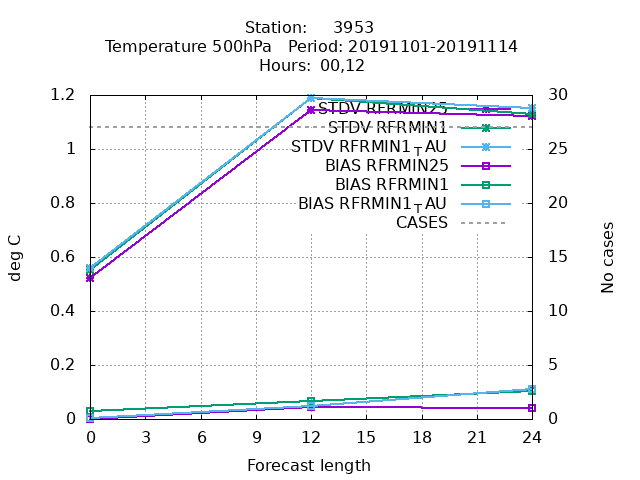 Station: 3953
Temperature 500hPa Period: 20191101-20191114
Hours: 00,12
1.2
1
0.8
0.6
0.4
0.2
0
deg C
30
25
20
15
10
5
0
No cases
STDV RFRMIN25
STDV RFRMIN1
STDV RFRMIN1TAU
BIAS RFRMIN25
BIAS RFRMIN1
BIAS RFRMIN1TAU
CASES
0 3 6 9 12 15 18 21 24
Forecast length